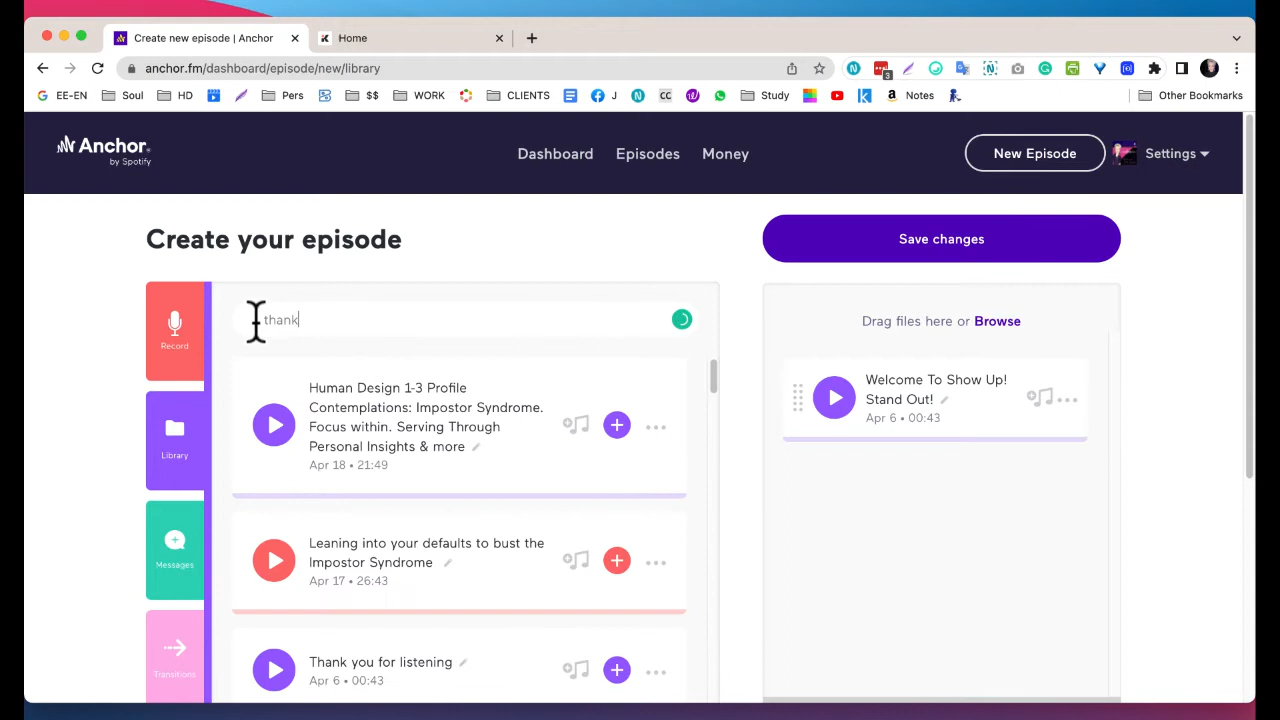 Create new episode | Anchor
Home
anchor.fm/dashboard/episode/new/library
3
EE-EN
Soul
HD
Pers
$$
WORK
CLIENTS
J
CC
Study
Notes
Other Bookmarks
Anchor
by Spotify
Dashboard
Episodes
Money
New Episode
Settings
Create your episode
Save changes
Record
Library
Messages
Transitions
thank
Human Design 1-3 Profile
Contemplations: Impostor Syndrome.
Focus within. Serving Through
Personal Insights & more
Apr 18 • 21:49
Leaning into your defaults to bust the
Impostor Syndrome
Apr 17 • 26:43
Thank you for listening
Apr 6 • 00:43
Drag files here or Browse
Welcome To Show Up!
Stand Out!
Apr 6 • 00:43